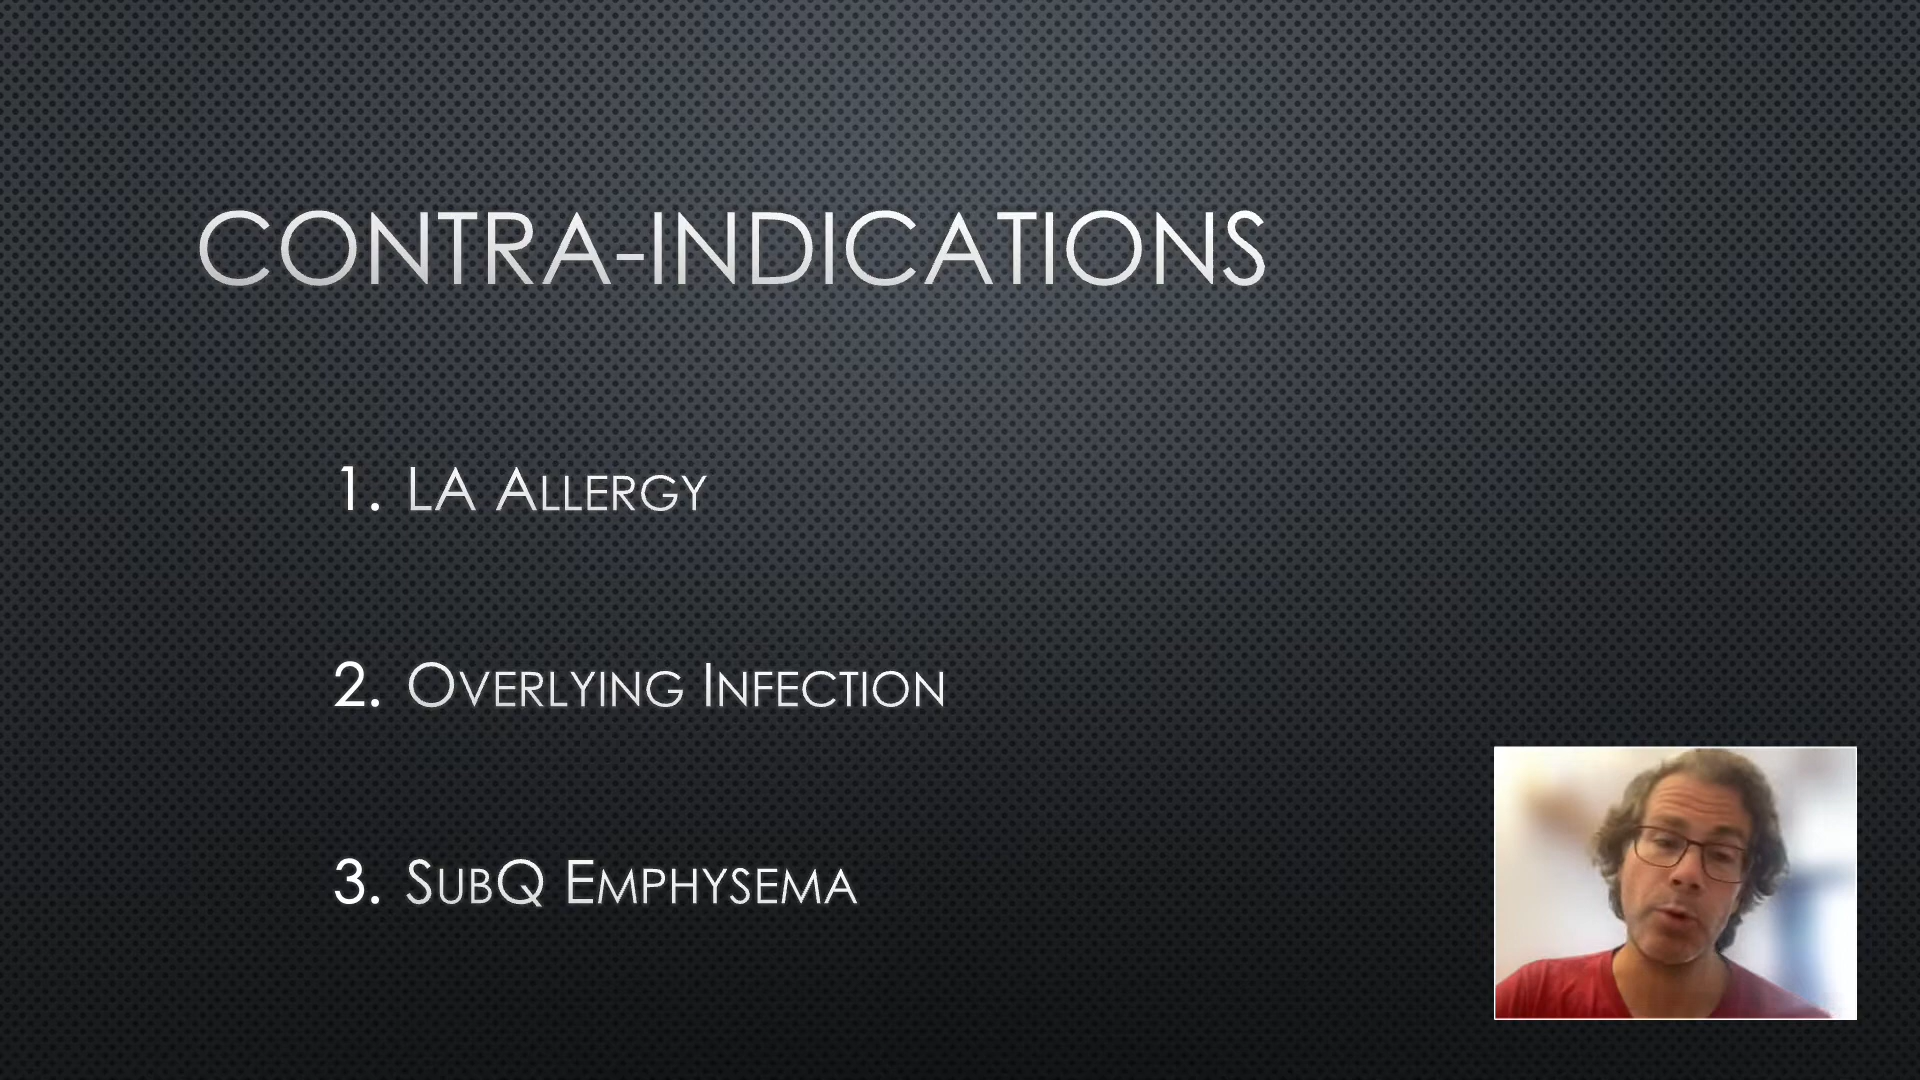 CONTRA-INDICATIONS
1. LA ALLERGY
2. OVERLYING INFECTION
3. SUBQ EMPHYSEMA